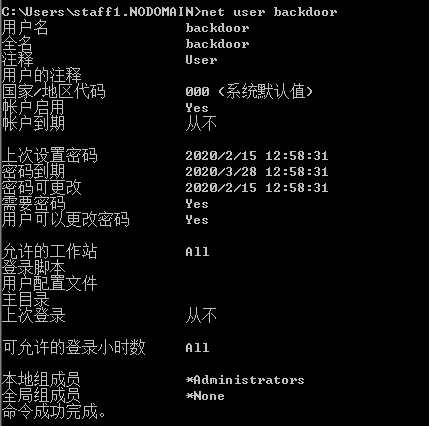 C:\Users\staff1.NODOMAIN>net user backdoor
用户名 backdoor
全名 backdoor
注释 User
用户的注释
国家/地区代码 000 (系统默认值)
帐户启用 Yes
帐户到期 从不
上次设置密码 2020/2/15 12:58:31
密码到期 2020/3/28 12:58:31
密码可更改 2020/2/15 12:58:31
需要密码 Yes
用户可以更改密码 Yes
允许的工作站 All
登录脚本
用户配置文件
主目录
上次登录 从不
可允许的登录小时数 All
本地组成员 *Administrators
全局组成员 *None
命令成功完成。